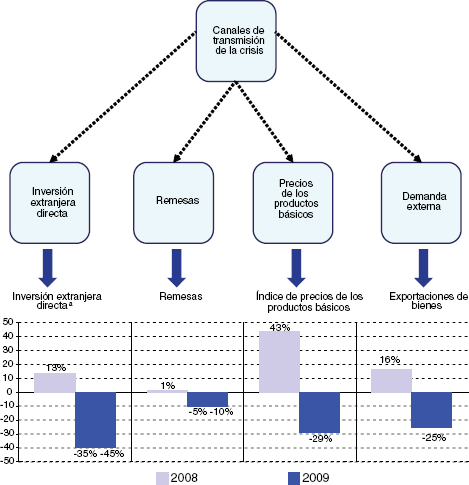 Canales de
transmisión
de la crisis
Inversión
extranjera
directa
Remesas
Precios
de los
productos
básicos
Demanda
externa
Inversión extranjera
directaª
Remesas
Índice de precios de los
productos básicos
Exportaciones de
bienes
50
40
30
20
10
0
-10
-20
-30
-40
-50
13%
-35% -45%
1%
-5% -10%
43%
-29%
16%
-25%
2008
2009